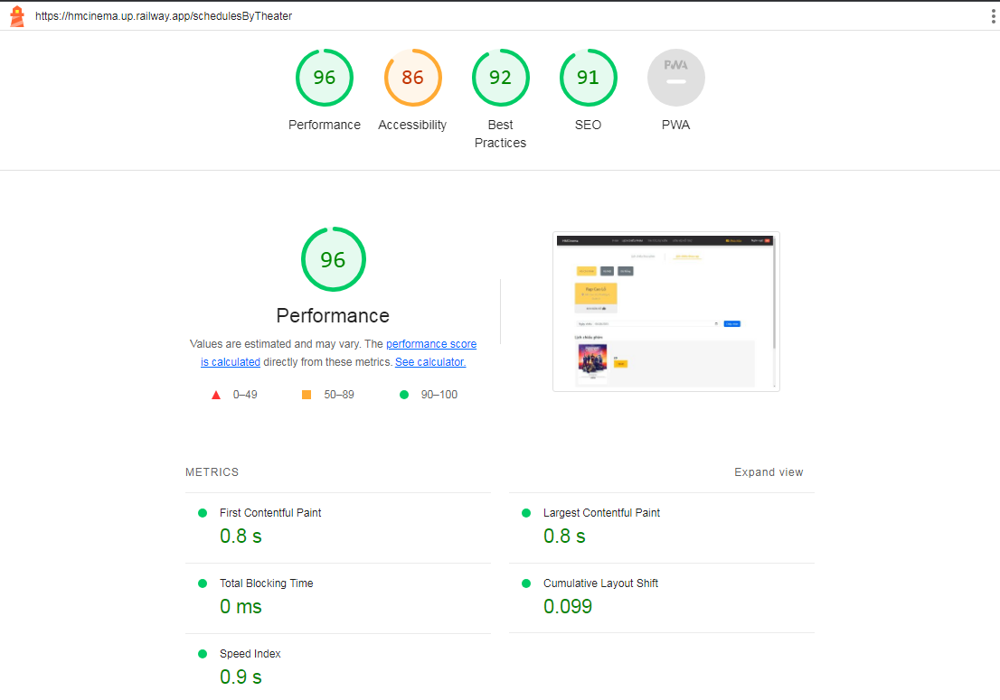 https://hmcinema.up.railway.app/schedulesByTheater
96
86
92
91
PWA
Performance
Accessibility
Best
Practices
SEO
PWA
96
Performance
Values are estimated and may vary. The performance score
is calculated directly from these metrics. See calculator.
0–49
50–89
90–100
METRICS
Expand view
First Contentful Paint
0.8 s
Largest Contentful Paint
0.8 s
Total Blocking Time
0 ms
Cumulative Layout Shift
0.099
Speed Index
0.9 s